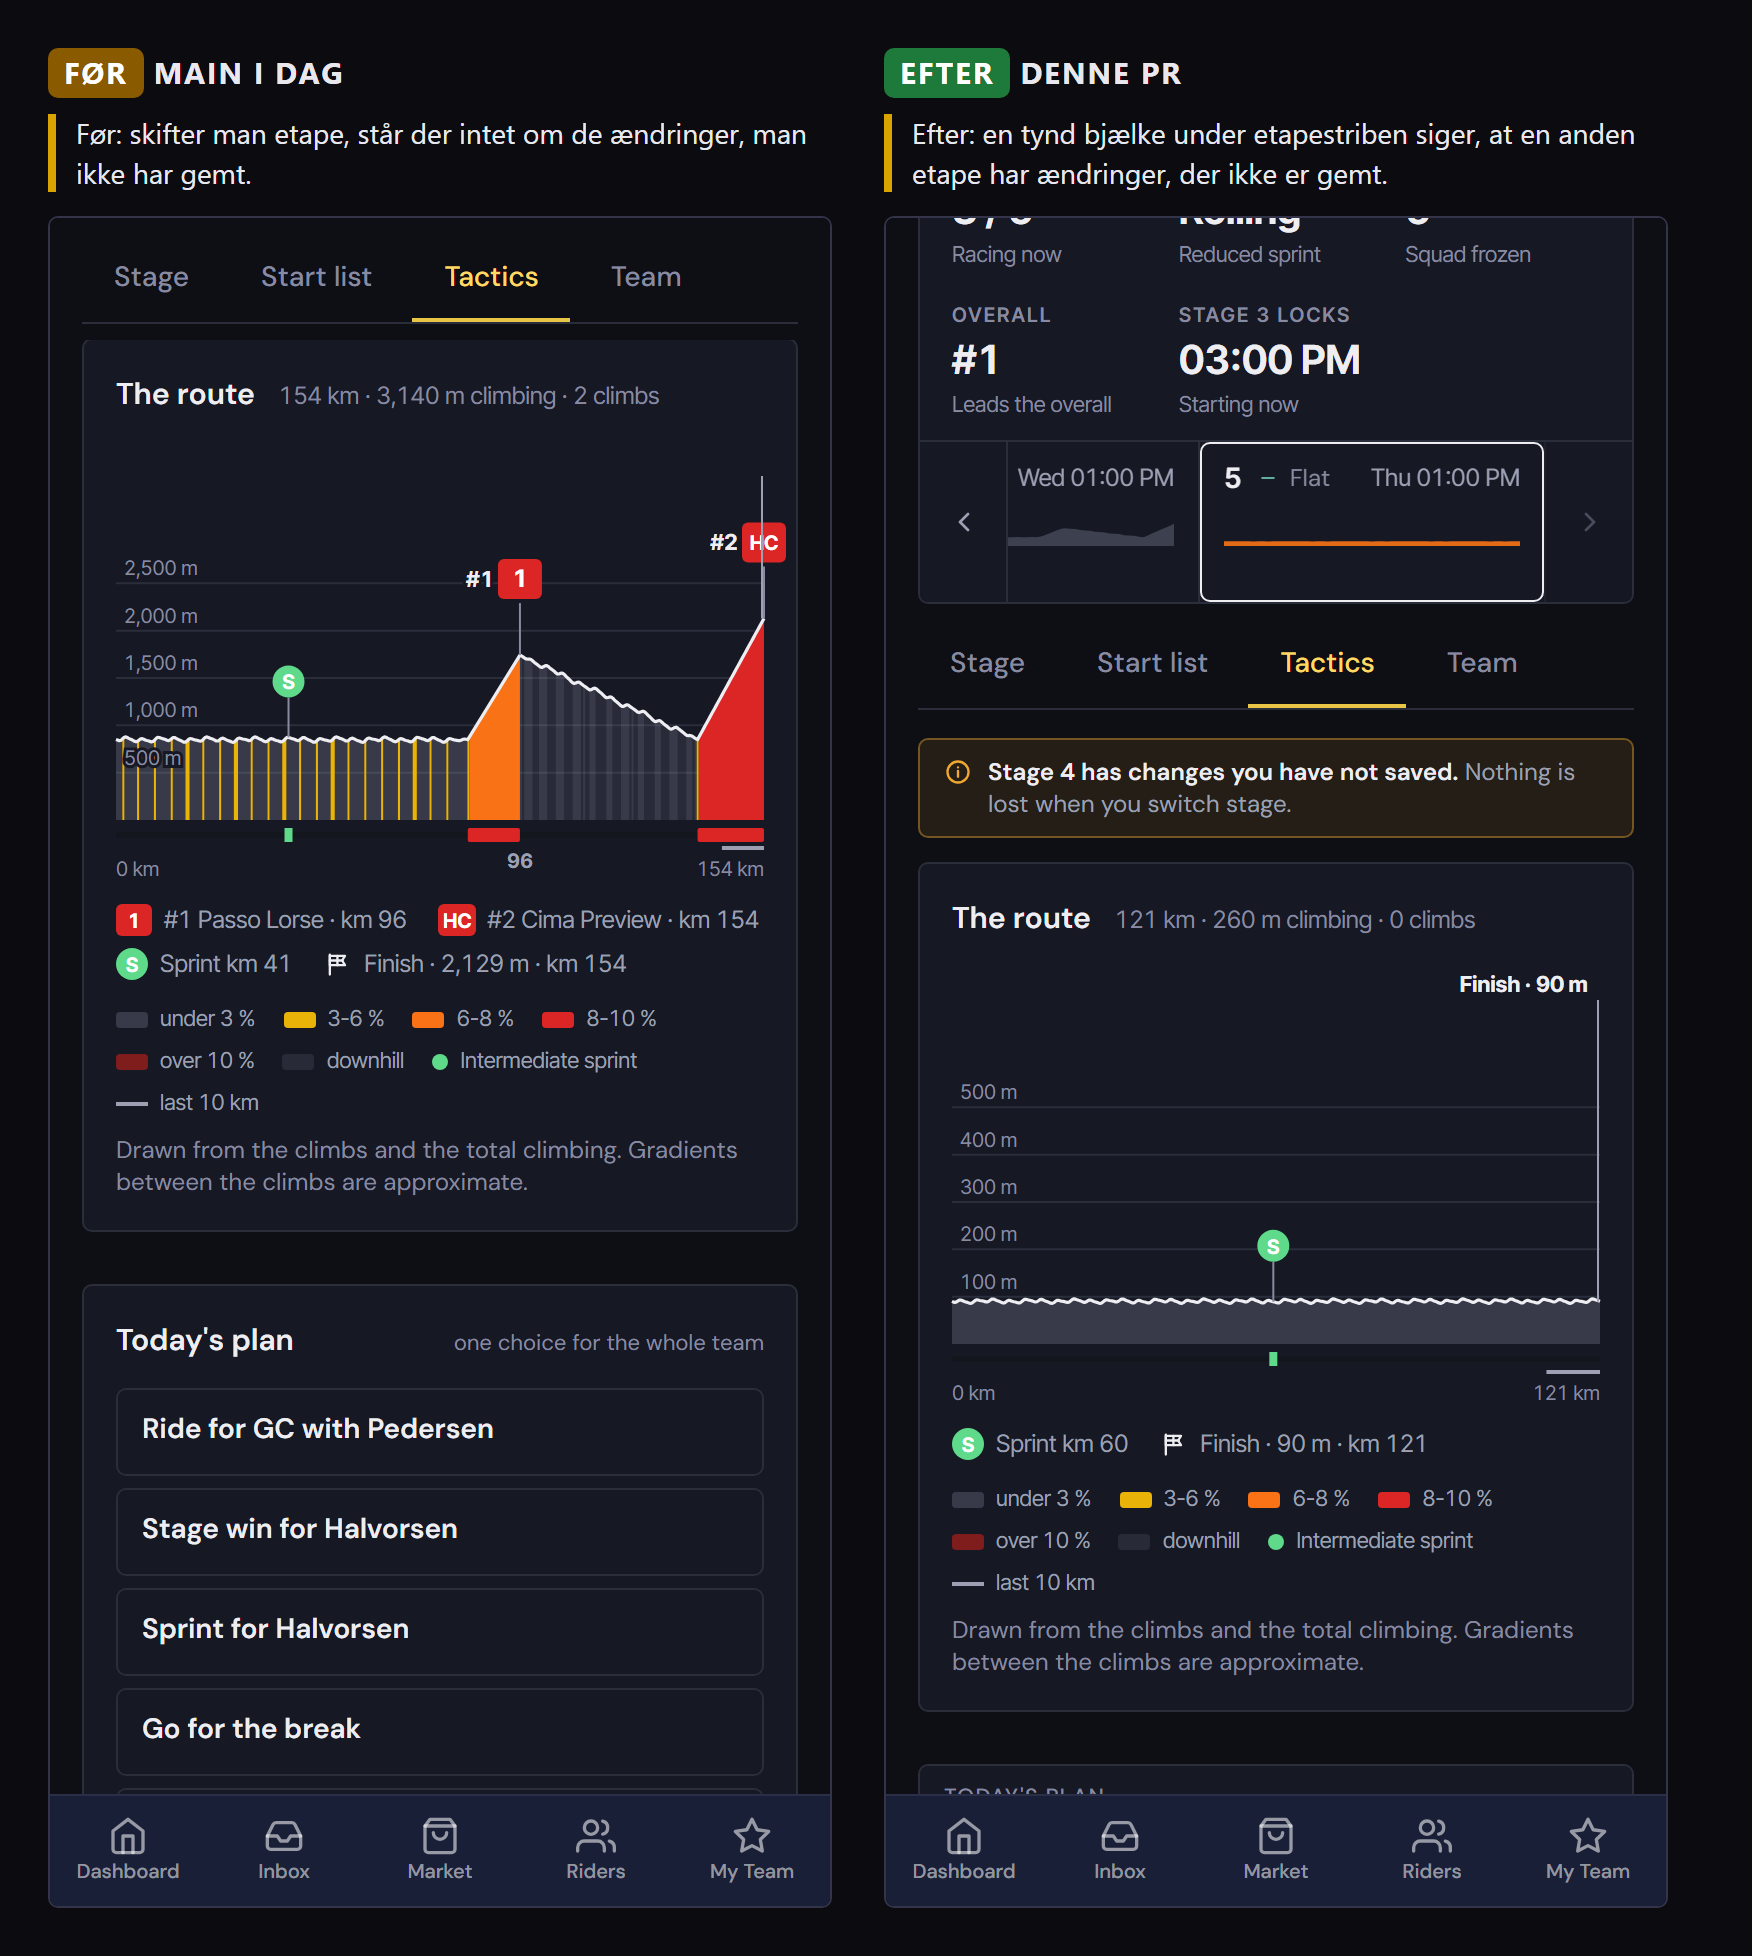 FØR MAIN I DAG
Før: skifter man etape, står der intet om de ændringer, man
ikke har gemt.
Stage Start list Tactics Team
The route 154 km · 3,140 m climbing · 2 climbs
#2 HC
#1 1
2,500 m
2,000 m
1,500 m
S
1,000 m
500 m
96
0 km 154 km
1 #1 Passo Lorse · km 96 HC #2 Cima Preview · km 154
S Sprint km 41 Finish · 2,129 m · km 154
under 3 % 3-6 % 6-8 % 8-10 %
over 10 % downhill Intermediate sprint
last 10 km
Drawn from the climbs and the total climbing. Gradients
between the climbs are approximate.
Today's plan one choice for the whole team
Ride for GC with Pedersen
Stage win for Halvorsen
Sprint for Halvorsen
Go for the break
Dashboard Inbox Market Riders My Team
EFTER DENNE PR
Efter: en tynd bjælke under etapestriben siger, at en anden
etape har ændringer, der ikke er gemt.
Rolling
Racing now Reduced sprint Squad frozen
OVERALL STAGE 3 LOCKS
#1 03:00 PM
Leads the overall Starting now
Wed 01:00 PM 5 – Flat Thu 01:00 PM
Stage Start list Tactics Team
Stage 4 has changes you have not saved. Nothing is
lost when you switch stage.
The route 121 km · 260 m climbing · 0 climbs
Finish · 90 m
500 m
400 m
300 m
200 m
S
100 m
0 km 121 km
S Sprint km 60 Finish · 90 m · km 121
under 3 % 3-6 % 6-8 % 8-10 %
over 10 % downhill Intermediate sprint
last 10 km
Drawn from the climbs and the total climbing. Gradients
between the climbs are approximate.
TODAY'S PLAN
Dashboard Inbox Market Riders My Team